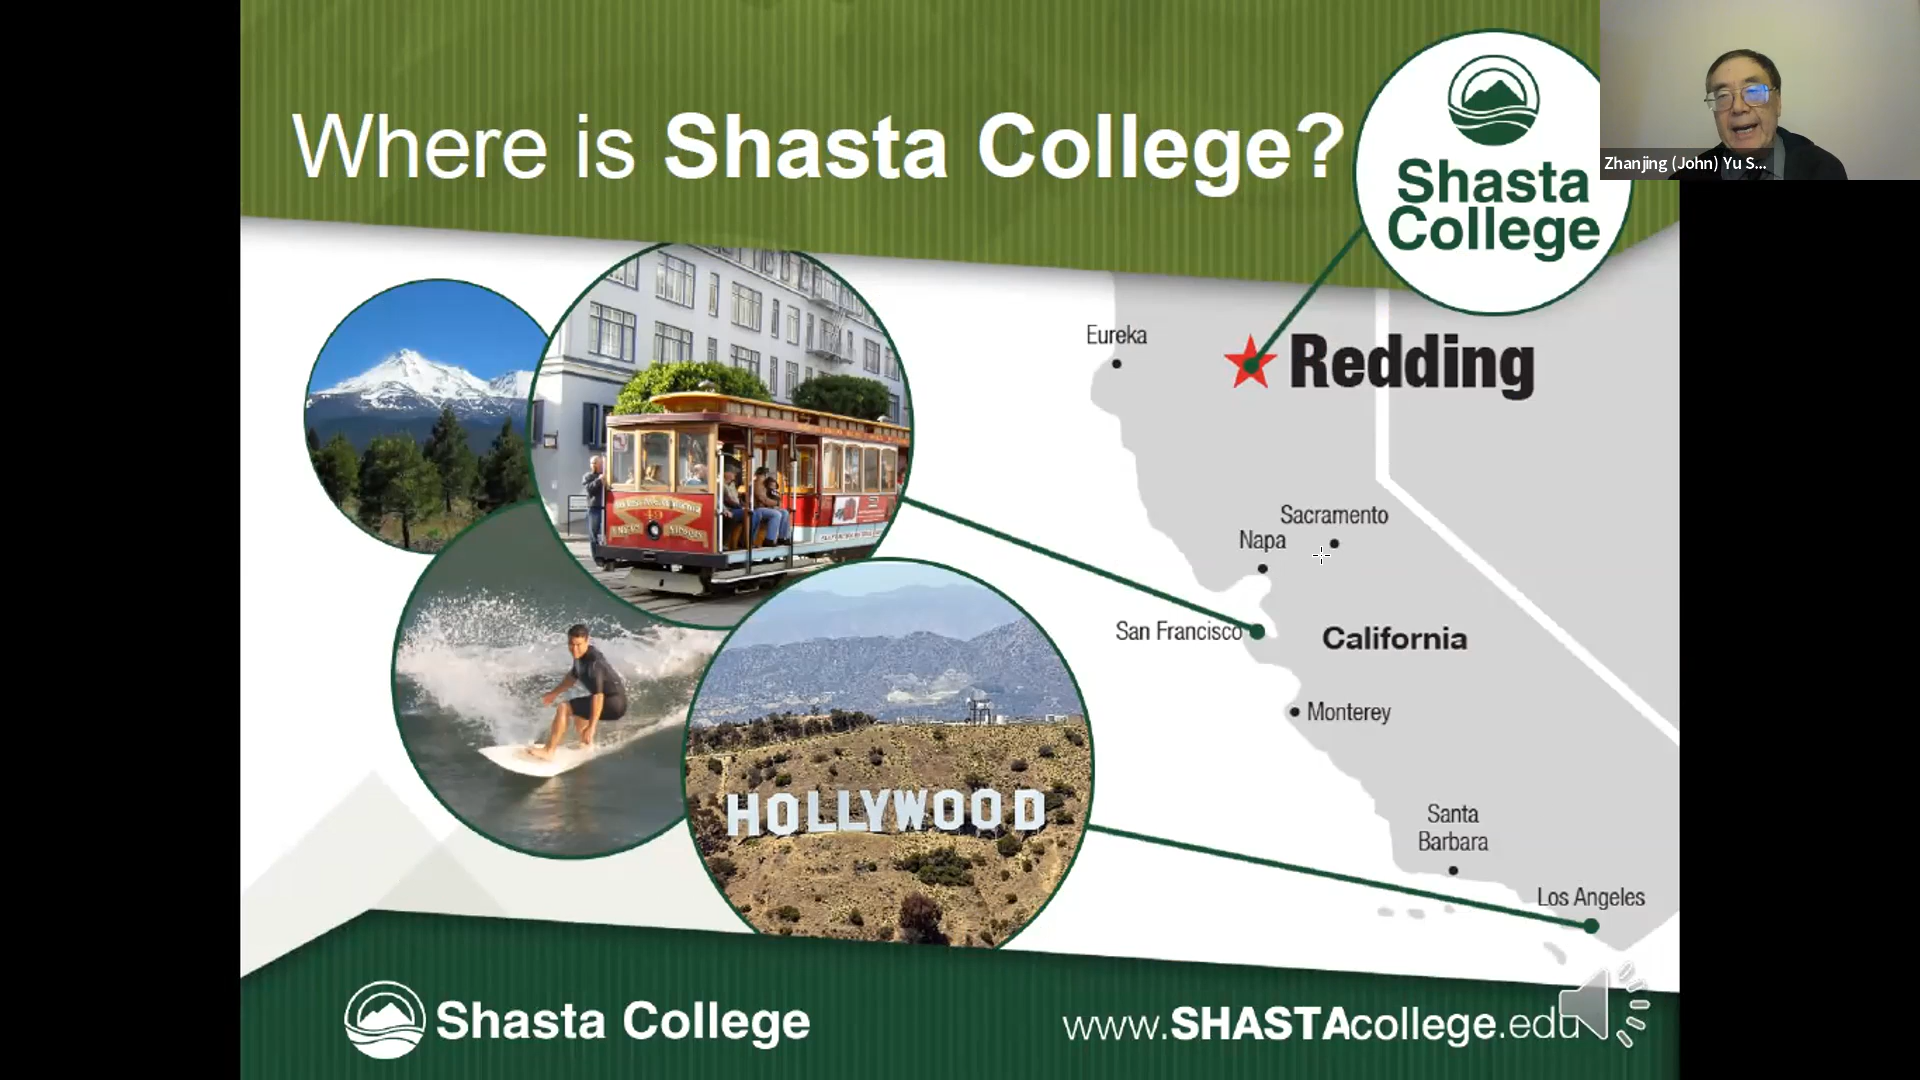 Where is Shasta College?
Shasta
College
Zhanjing (John) Yu S...
Eureka
Redding
Sacramento
Napa
San Francisco
California
Monterey
Santa
Barbara
Los Angeles
HOLLYWOOD
49
Shasta College
www.SHASTAcollege.edu